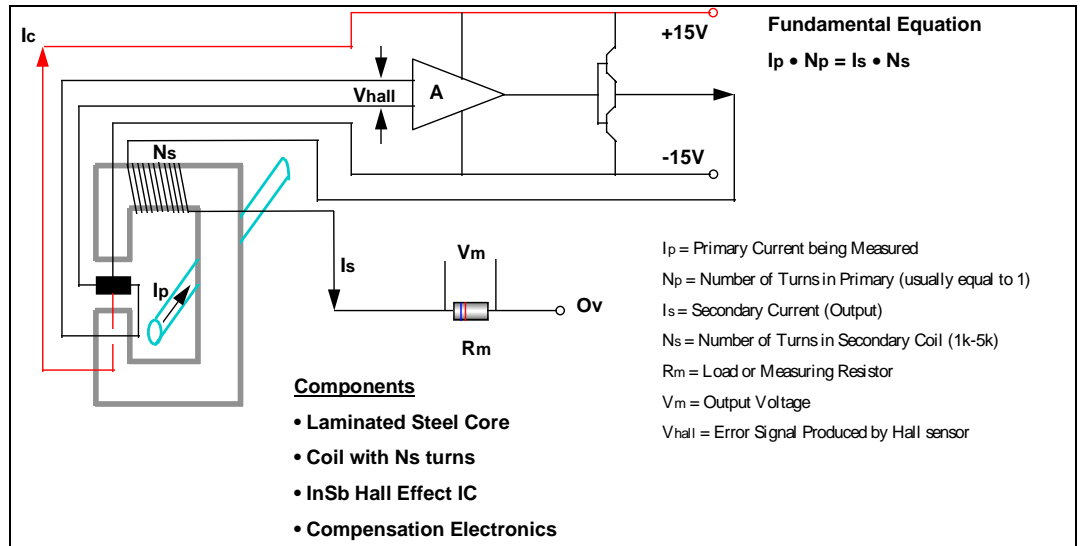 Ic
+15V
Fundamental Equation
Ip • Np = Is • Ns
Vhall
A
-15V
Ns
Ip
Is
Vm
Ov
Rm
Ip = Primary Current being Measured
Np = Number of Turns in Primary (usually equal to 1)
Is = Secondary Current (Output)
Ns = Number of Turns in Secondary Coil (1k-5k)
Rm = Load or Measuring Resistor
Vm = Output Voltage
Vhall = Error Signal Produced by Hall sensor
Components
• Laminated Steel Core
• Coil with Ns turns
• InSb Hall Effect IC
• Compensation Electronics